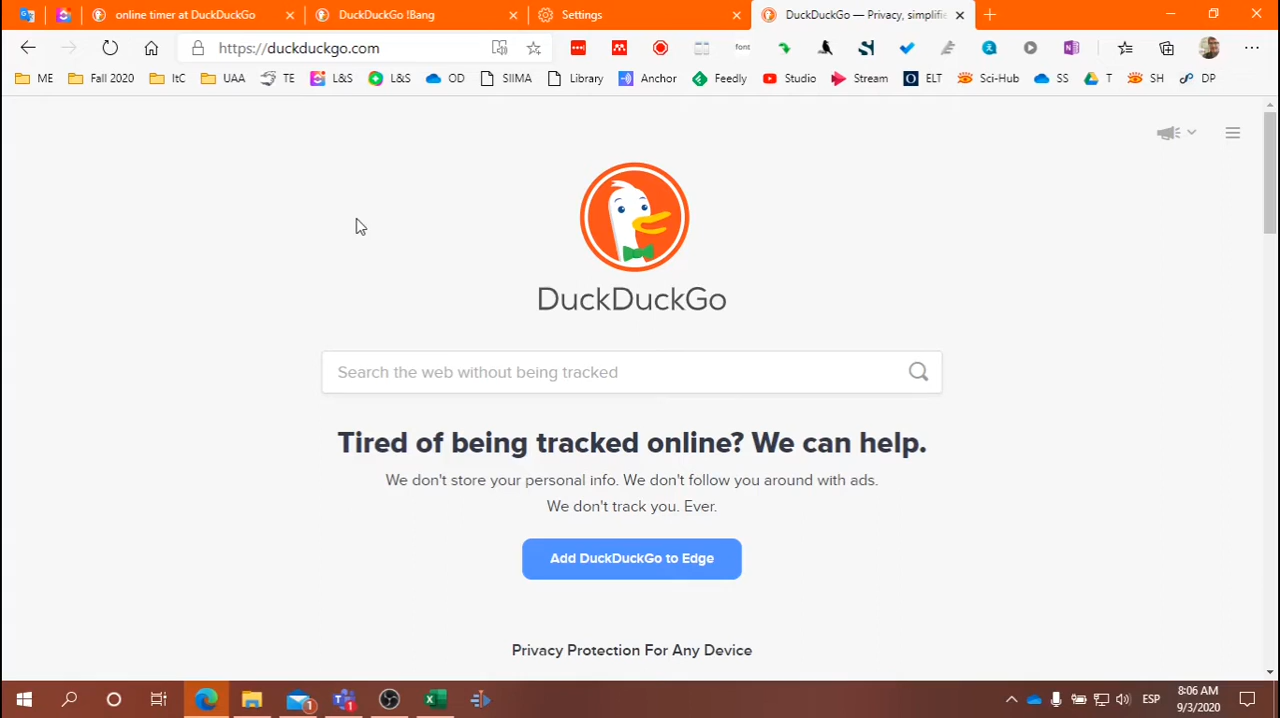 online timer at DuckDuckGo
DuckDuckGo !Bang
Settings
DuckDuckGo — Privacy, simplifie
https://duckduckgo.com
font
ME
Fall 2020
ItC
UAA
TE
L&S
L&S
OD
SIIMA
Library
Anchor
Feedly
Studio
Stream
ELT
Sci-Hub
SS
T
SH
DP
DuckDuckGo
Search the web without being tracked
Tired of being tracked online? We can help.
We don't store your personal info. We don't follow you around with ads.
We don't track you. Ever.
Add DuckDuckGo to Edge
Privacy Protection For Any Device
1
1
ESP
8:06 AM
9/3/2020